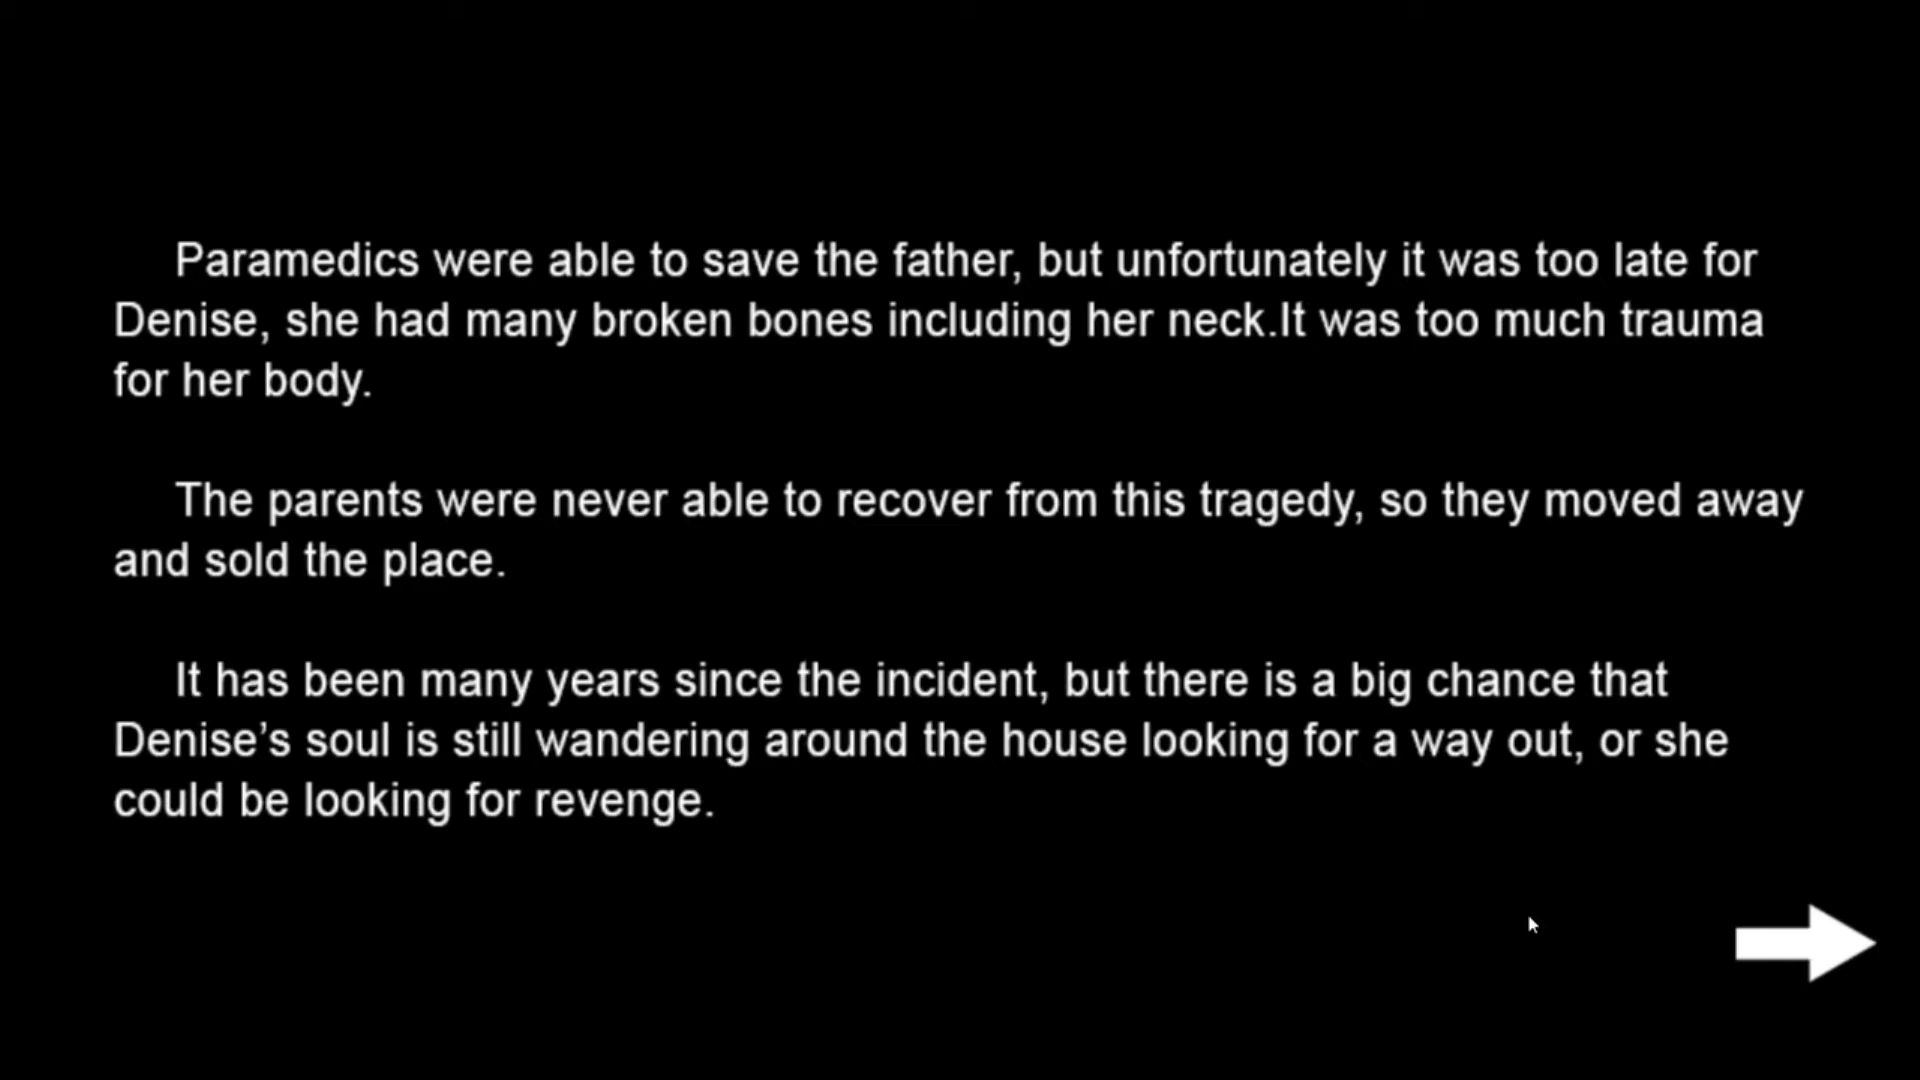 Paramedics were able to save the father, but unfortunately it was too late for
Denise, she had many broken bones including her neck.It was too much trauma
for her body.
The parents were never able to recover from this tragedy, so they moved away
and sold the place.
It has been many years since the incident, but there is a big chance that
Denise’s soul is still wandering around the house looking for a way out, or she
could be looking for revenge.